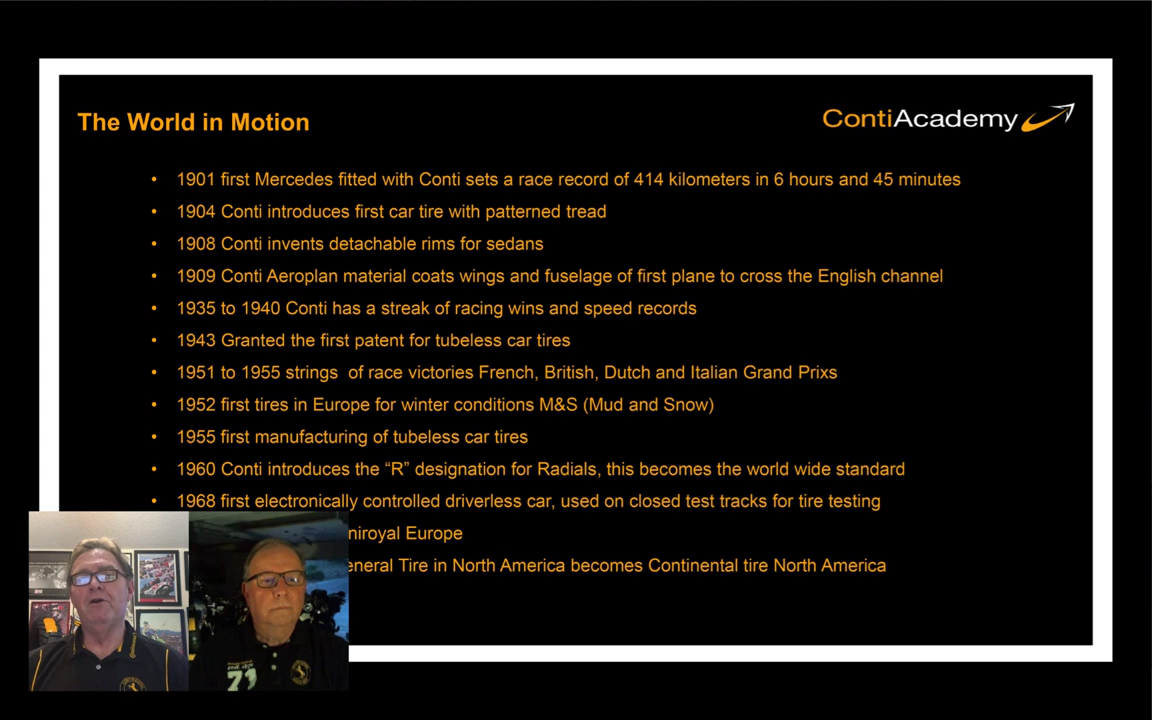 The World in Motion
ContiAcademy
• 1901 first Mercedes fitted with Conti sets a race record of 414 kilometers in 6 hours and 45 minutes
• 1904 Conti introduces first car tire with patterned tread
• 1908 Conti invents detachable rims for sedans
• 1909 Conti Aeroplan material coats wings and fuselage of first plane to cross the English channel
• 1935 to 1940 Conti has a streak of racing wins and speed records
• 1943 Granted the first patent for tubeless car tires
• 1951 to 1955 strings  of race victories French, British, Dutch and Italian Grand Prixs
• 1952 first tires in Europe for winter conditions M&S (Mud and Snow)
• 1955 first manufacturing of tubeless car tires
• 1960 Conti introduces the “R” designation for Radials, this becomes the world wide standard
• 1968 first electronically controlled driverless car, used on closed test tracks for tire testing
niroyal Europe
eneral Tire in North America becomes Continental tire North America
71